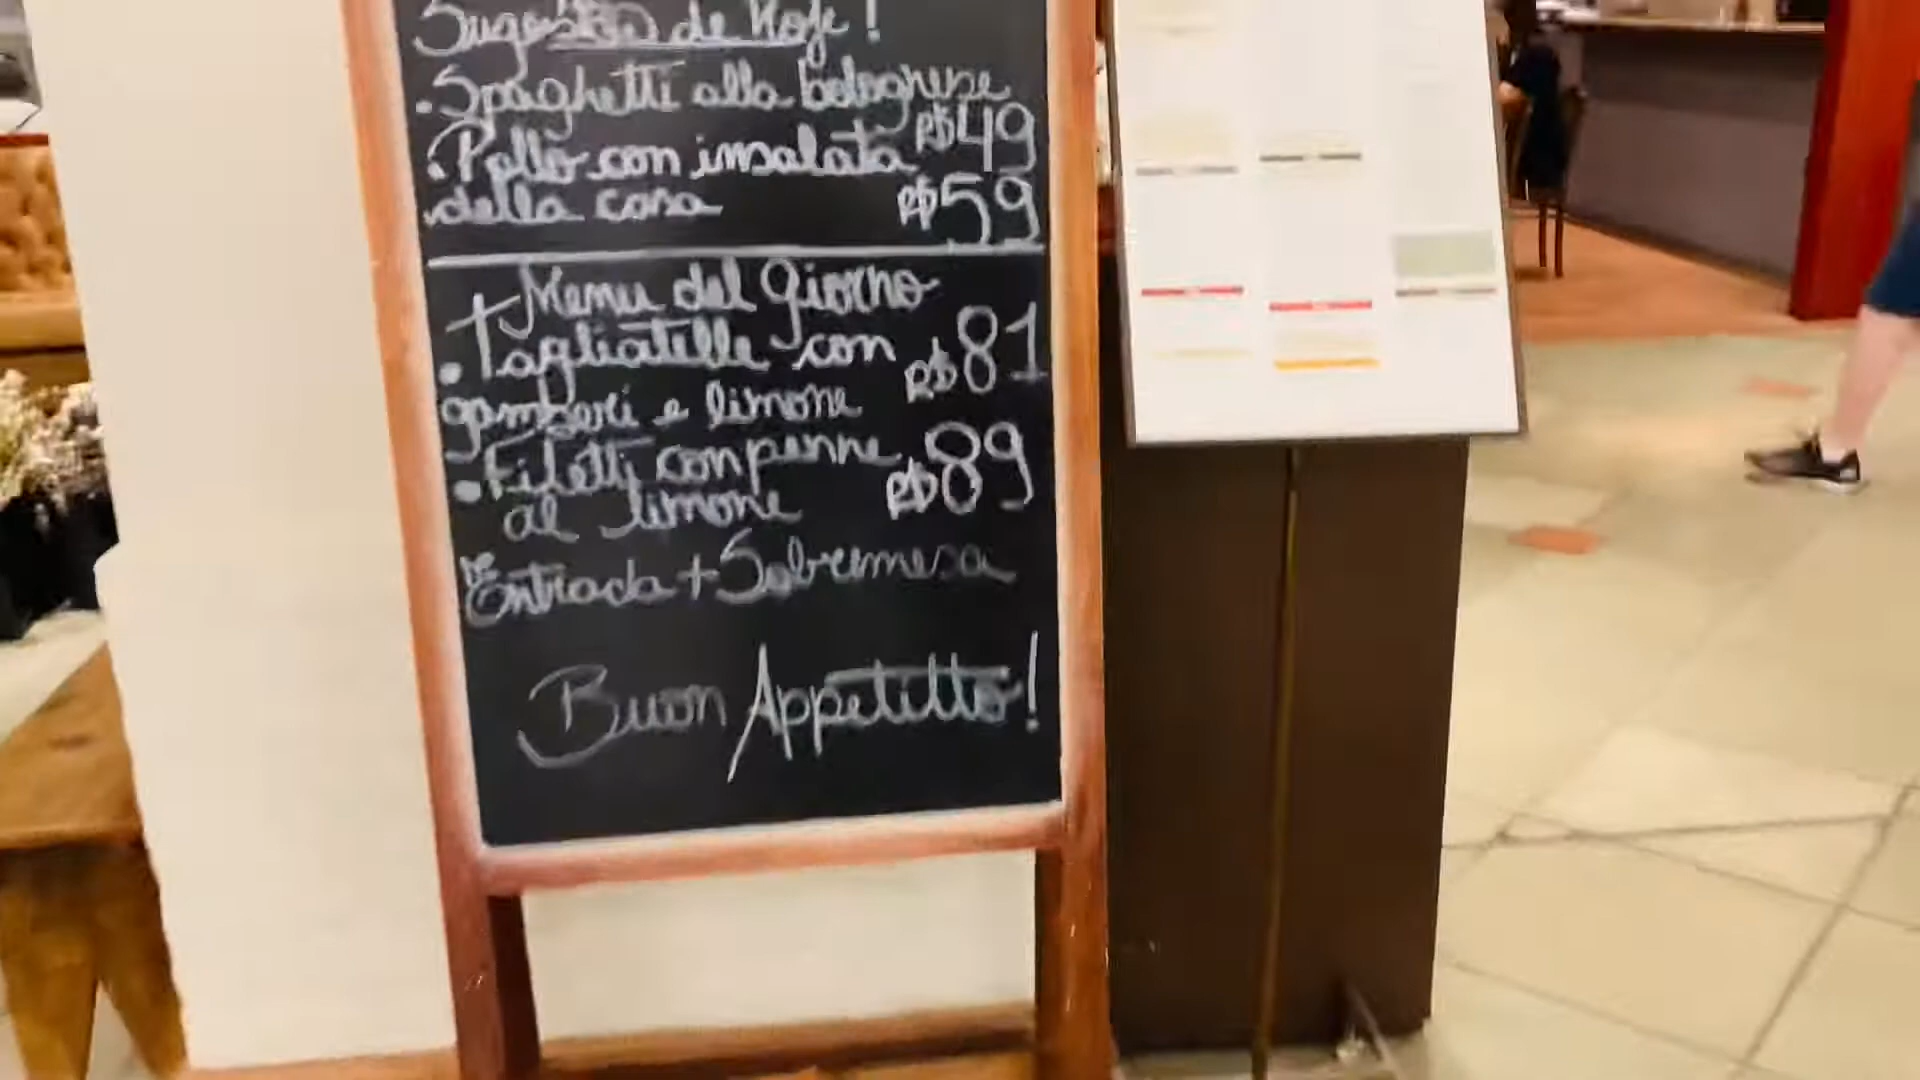 Sugestão de Hoje!
. Spaghetti alla bolognese
R$49
. Pollo con insalata
della casa R$59
Menu del Giorno
. Tagliatelle con
gamberi e limone R$81
. Filetti con penne
al limone R$89
Entrada + Sobremesa
Buon Appetitto!